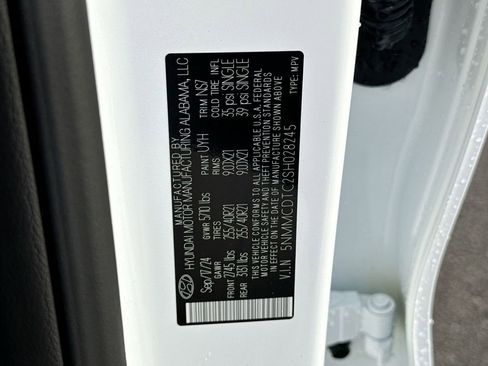 MANUFACTURED BY
HYUNDAI MOTOR MANUFACTURING ALABAMA, LLC
Sep/17/24 GVWR 5710 lbs PAINT UYH TRIM NS7
GAWR TIRES RIMS COLD TIRE INFL
FRONT 2745 lbs 255/40R21 9.0JX21 35 psi SINGLE
REAR 3131 lbs 255/40R21 9.0JX21 39 psi SINGLE
THIS VEHICLE CONFORMS TO ALL APPLICABLE U.S.A. FEDERAL
MOTOR VEHICLE SAFETY, BUMPER, AND THEFT PREVENTION STANDARDS
IN EFFECT ON THE DATE OF MANUFACTURE SHOWN ABOVE
V.I.N 5NMMCDTC2SH028245 TYPE: MPV